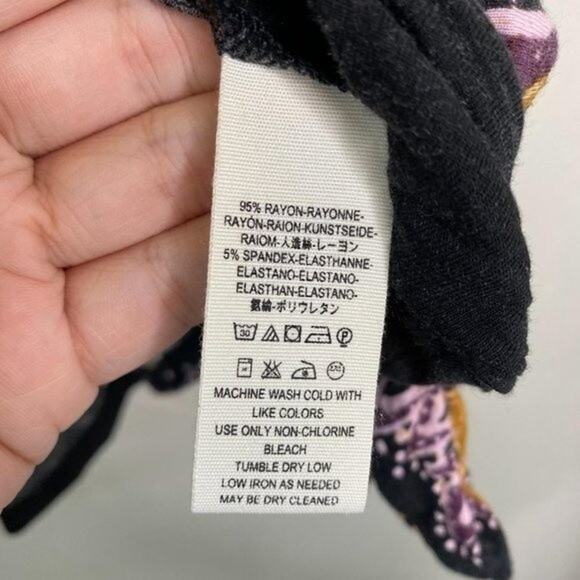 95% RAYON-RAYONNE-
RAYÓN-RAION-KUNSTSEIDE-
RAIOM-人造絲-レーヨン
5% SPANDEX-ELASTHANNE-
ELASTANO-ELASTANO-
ELASTHAN-ELASTANO-
氨綸-ポリウレタン
30
MACHINE WASH COLD WITH
LIKE COLORS
USE ONLY NON-CHLORINE
BLEACH
TUMBLE DRY LOW
LOW IRON AS NEEDED
MAY BE DRY CLEANED